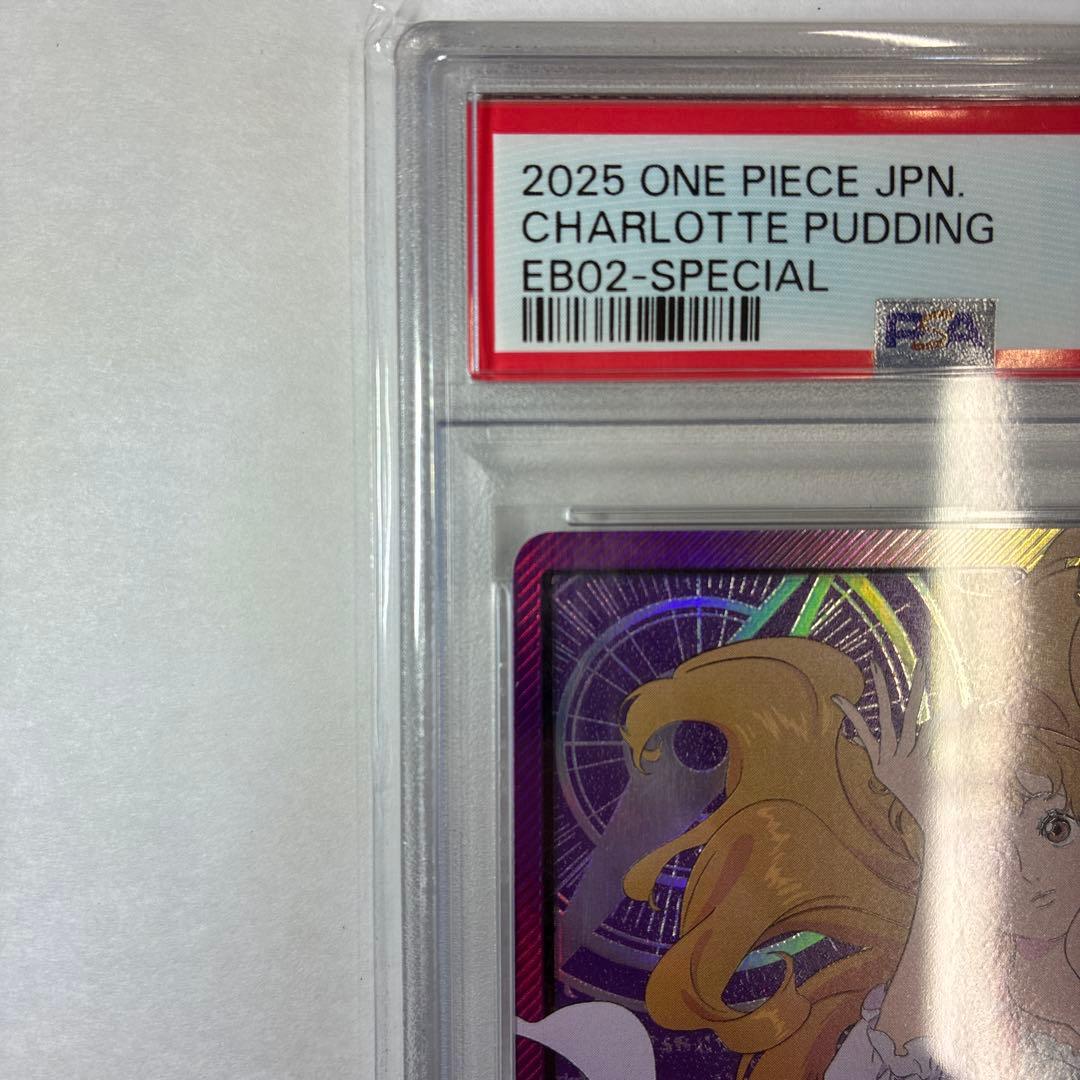 2025 ONE PIECE JPN.
CHARLOTTE PUDDING
EB02-SPECIAL
PSA